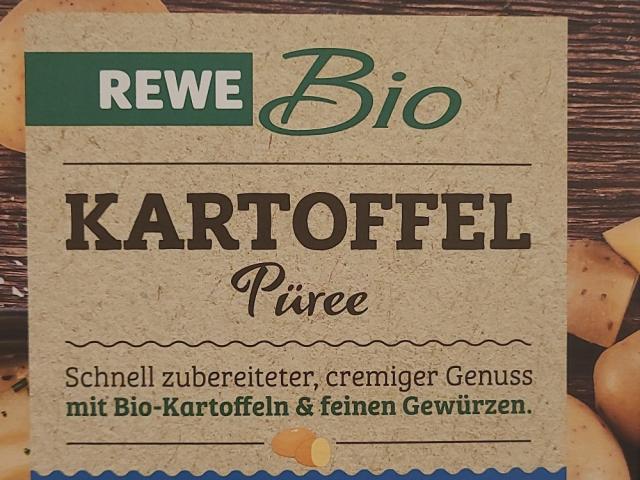 REWE Bio
KARTOFFEL
Püree
Schnell zubereiteter, cremiger Genuss
mit Bio-Kartoffeln & feinen Gewürzen.